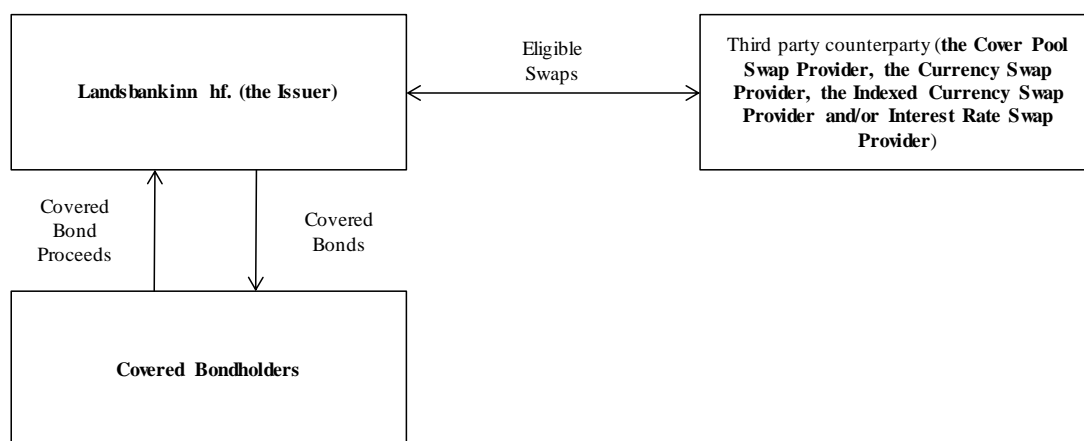 Landsbankinn hf. (the Issuer)
Eligible
Swaps
Third party counterparty (the Cover Pool
Swap Provider, the Currency Swap
Provider, the Indexed Currency Swap
Provider and/or Interest Rate Swap
Provider)
Covered
Bond
Proceeds
Covered
Bonds
Covered Bondholders